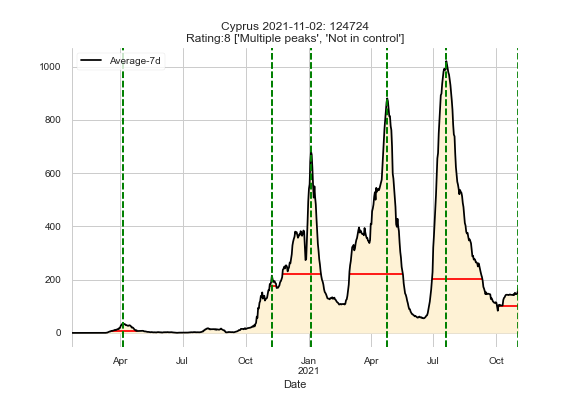 Cyprus 2021-11-02: 124724
Rating:8 ['Multiple peaks', 'Not in control']
Average-7d
1000
800
600
400
200
0
Apr Jul Oct Jan Apr Jul Oct
2021
Date